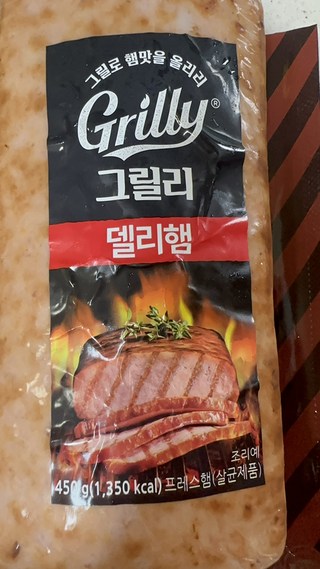 그릴로 햄맛을 올리리
Grilly®
그릴리
델리햄
조리예
450g(1,350 kcal) 프레스햄(살균제품)